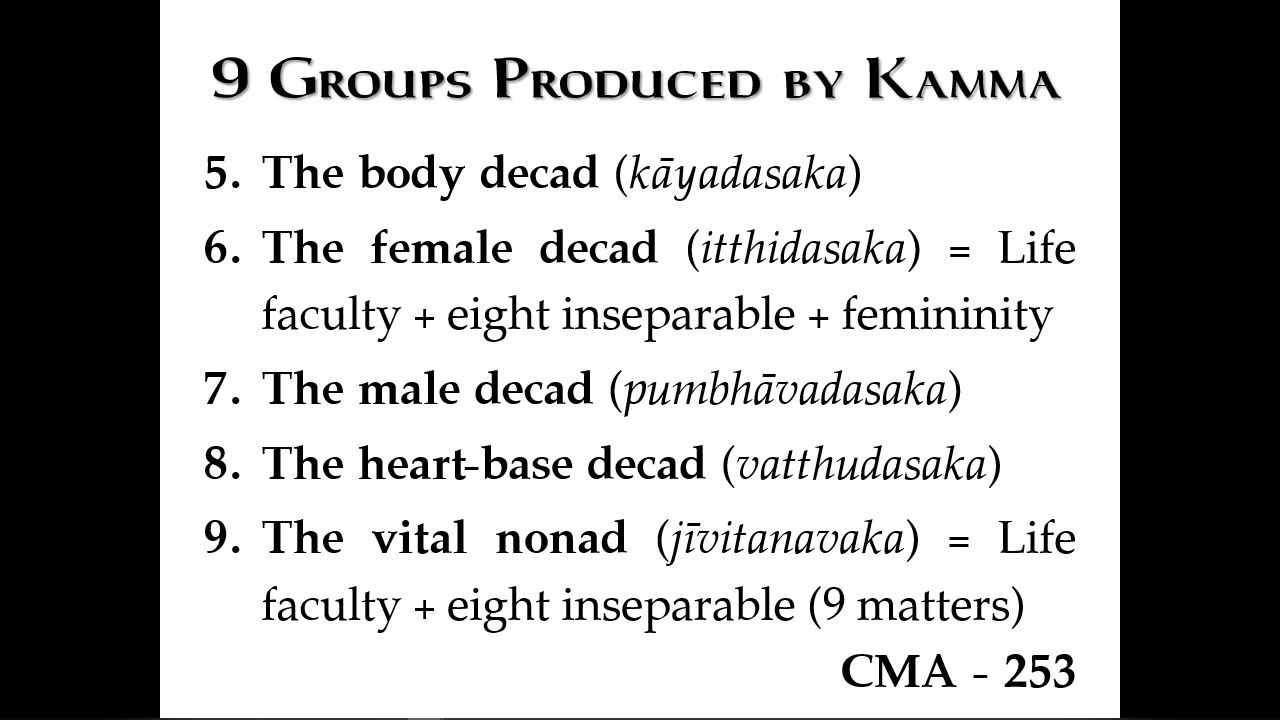 9 Groups Produced by Kamma
5. The body decad (kāyadasaka)
6. The female decad (itthidasaka) = Life
faculty + eight inseparable + femininity
7. The male decad (pumbhāvadasaka)
8. The heart-base decad (vatthudasaka)
9. The vital nonad (jīvitanavaka) = Life
faculty + eight inseparable (9 matters)
CMA - 253